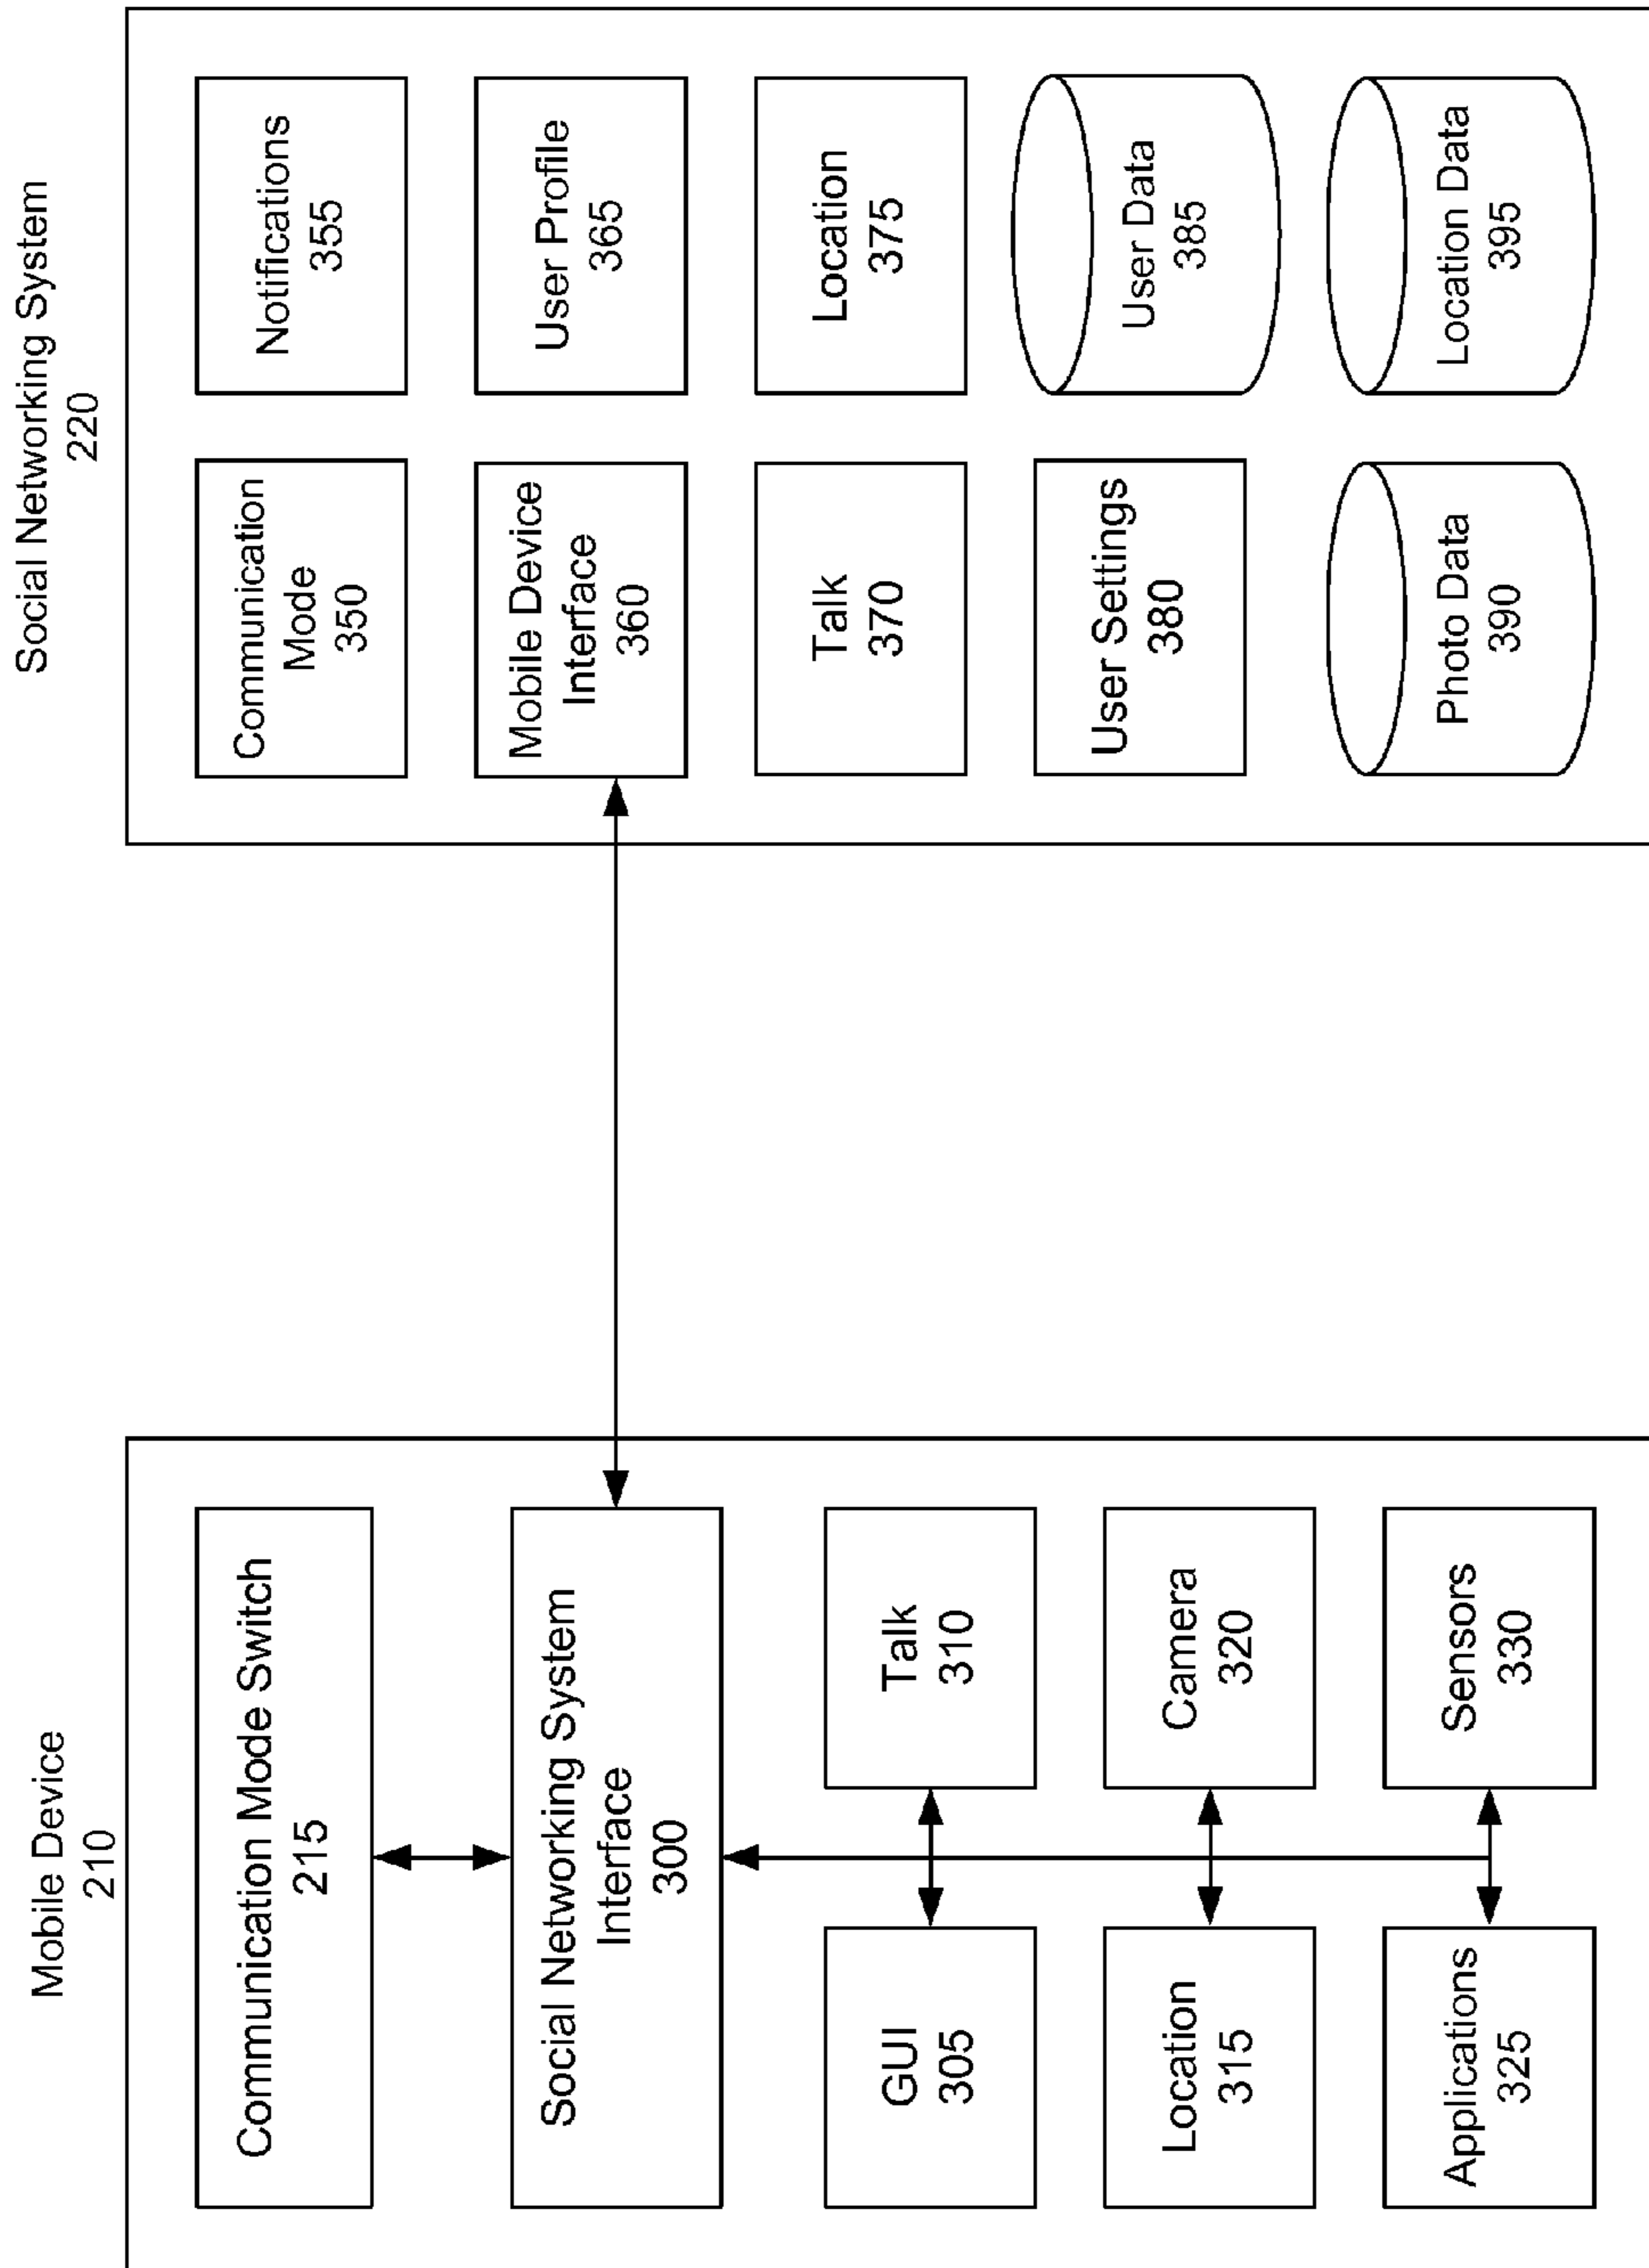 Mobile Device
210
Communication Mode Switch
215
Social Networking System
Interface
300
GUI
305
Talk
310
Location
315
Camera
320
Applications
325
Sensors
330
Social Networking System
220
Communication
Mode
350
Notifications
355
Mobile Device
Interface
360
User Profile
365
Talk
370
Location
375
User Settings
380
User Data
385
Photo Data
390
Location Data
395